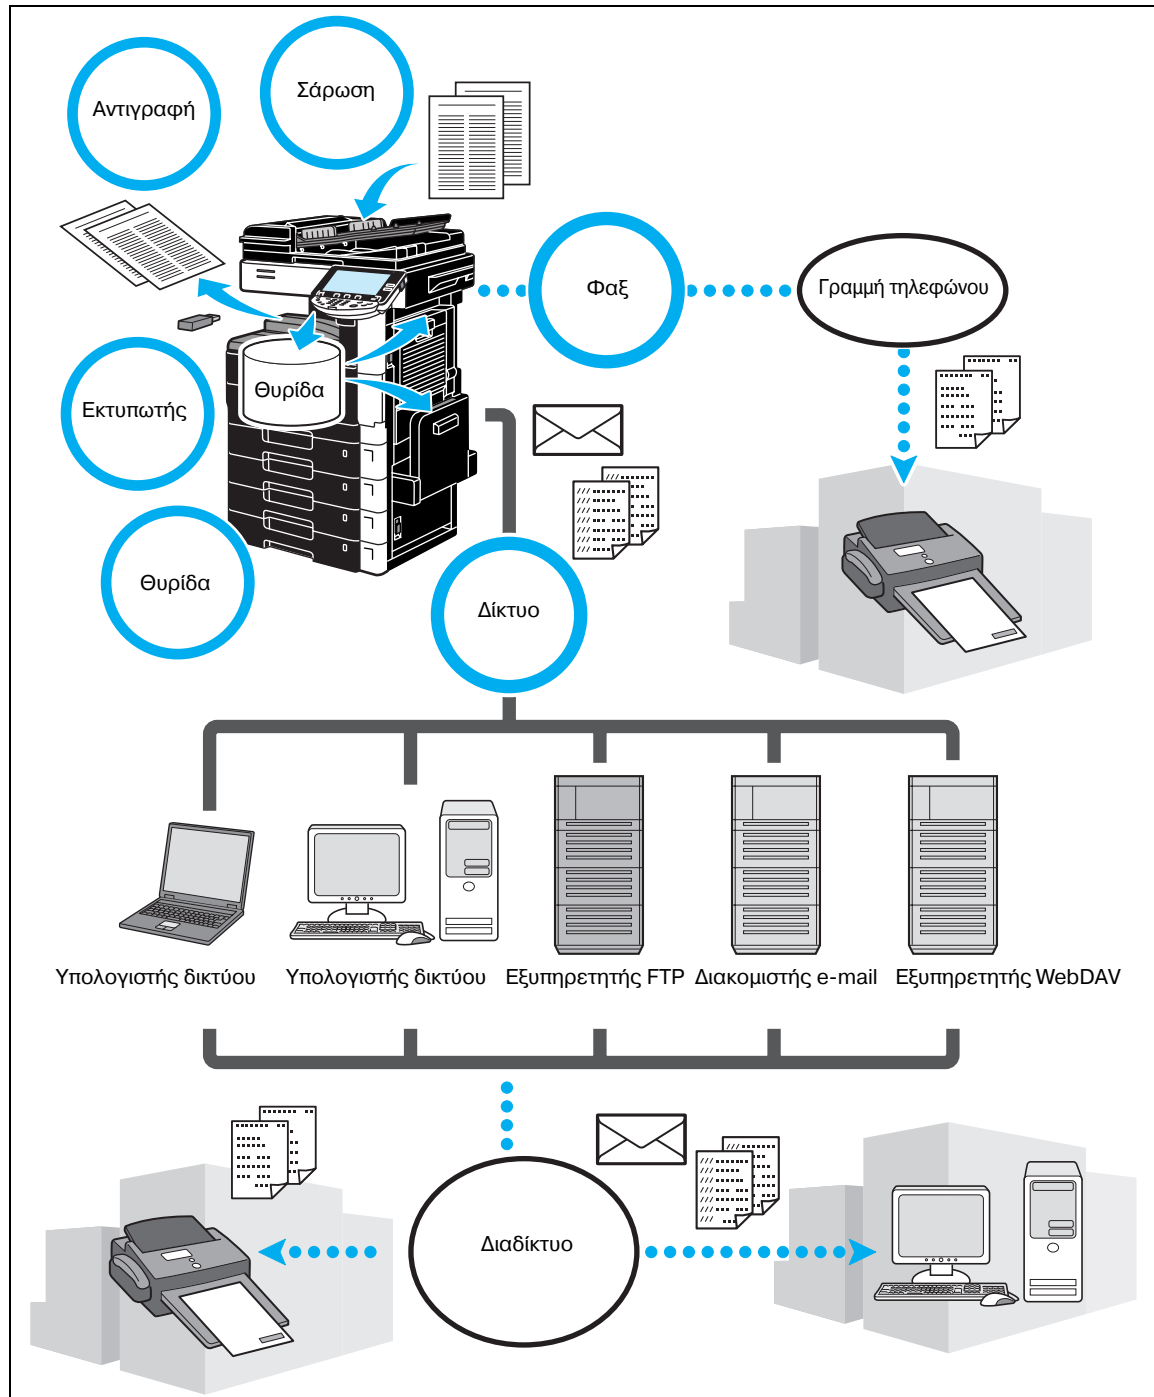 Σάρωση
Αντιγραφή
Φαξ
Γραμμή τηλεφώνου
Θυρίδα
Εκτυπωτής
Θυρίδα
Δίκτυο
Υπολογιστής δικτύου
Υπολογιστής δικτύου
Εξυπηρετητής FTP
Διακομιστής e-mail
Εξυπηρετητής WebDAV
Διαδίκτυο